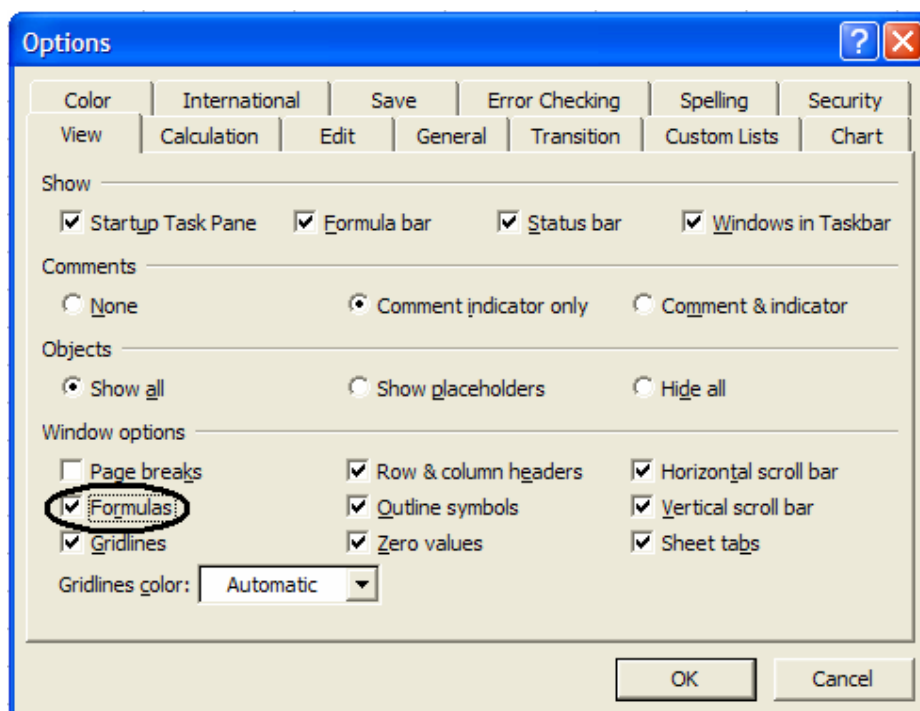 Options
Color International Save Error Checking Spelling Security
View Calculation Edit General Transition Custom Lists Chart
Show
Startup Task Pane Formula bar Status bar Windows in Taskbar
Comments
None Comment indicator only Comment & indicator
Objects
Show all Show placeholders Hide all
Window options
Page breaks Row & column headers Horizontal scroll bar
Formulas Outline symbols Vertical scroll bar
Gridlines Zero values Sheet tabs
Gridlines color: Automatic
OK Cancel